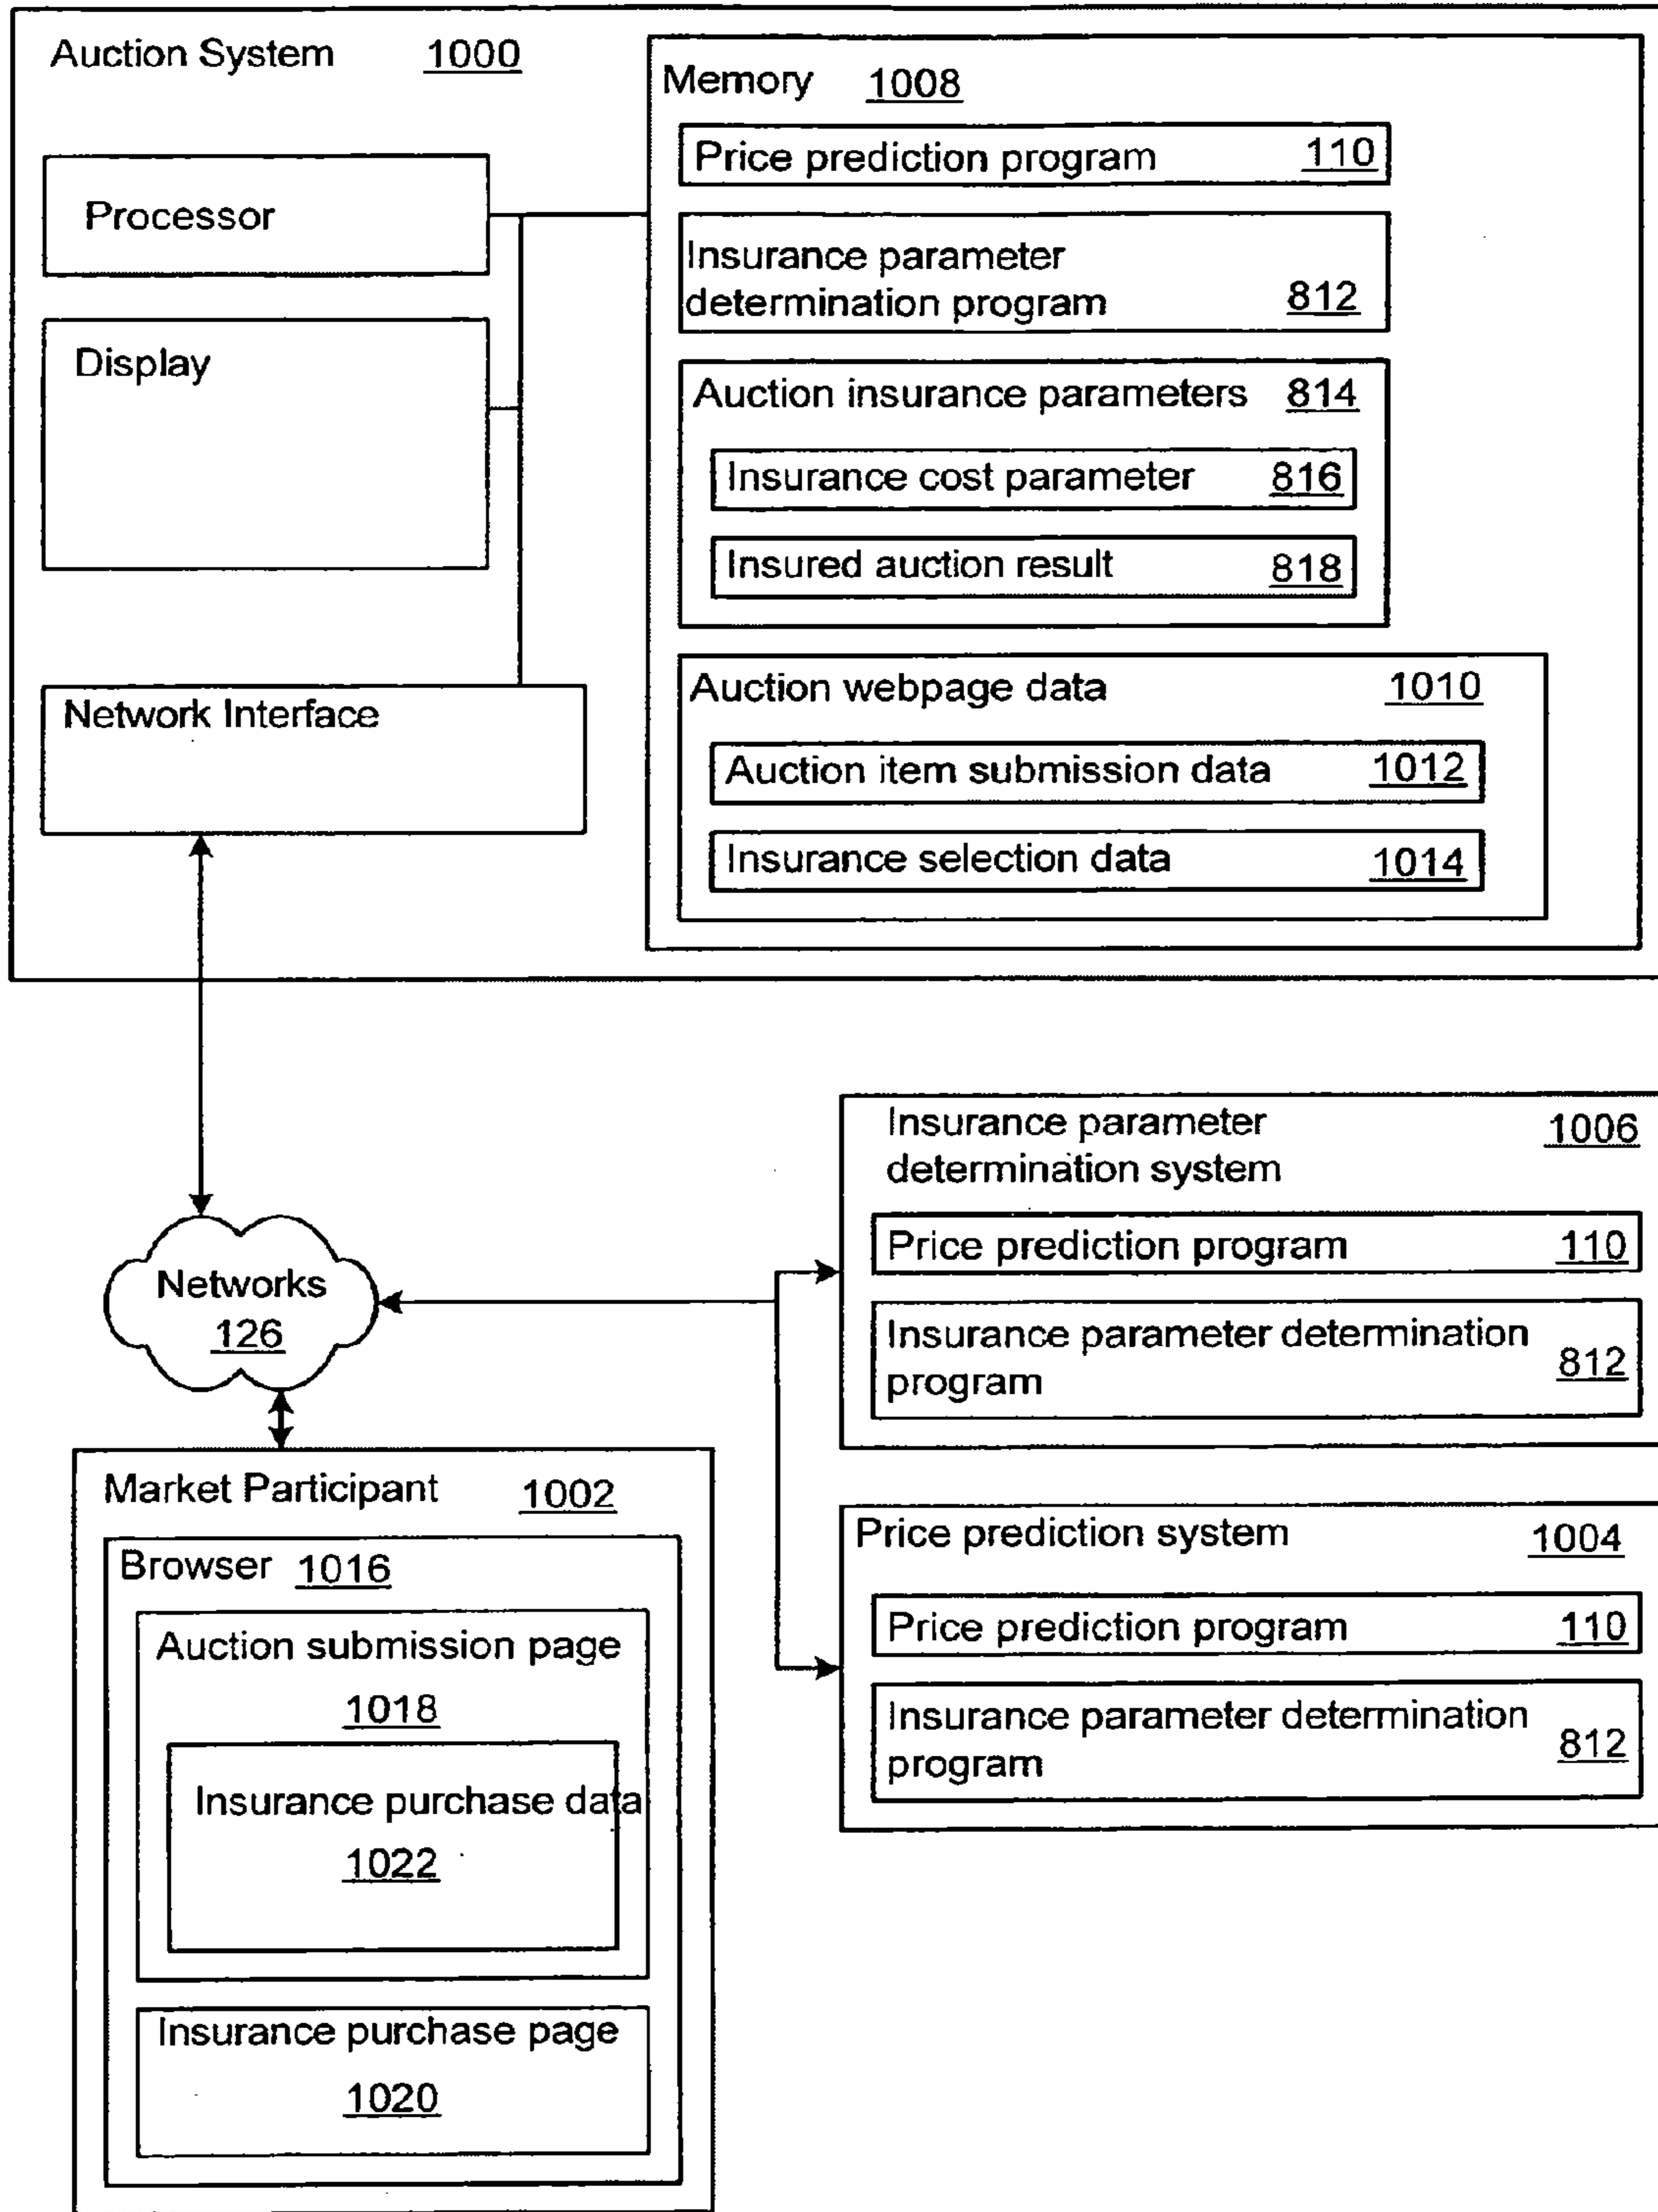 Auction System 1000
Processor
Display
Network Interface
Memory 1008
Price prediction program 110
Insurance parameter
determination program 812
Auction insurance parameters 814
Insurance cost parameter 816
Insured auction result 818
Auction webpage data 1010
Auction item submission data 1012
Insurance selection data 1014
Networks
126
Insurance parameter 1006
determination system
Price prediction program 110
Insurance parameter determination
program 812
Price prediction system 1004
Price prediction program 110
Insurance parameter determination
program 812
Market Participant 1002
Browser 1016
Auction submission page
1018
Insurance purchase data
1022
Insurance purchase page
1020